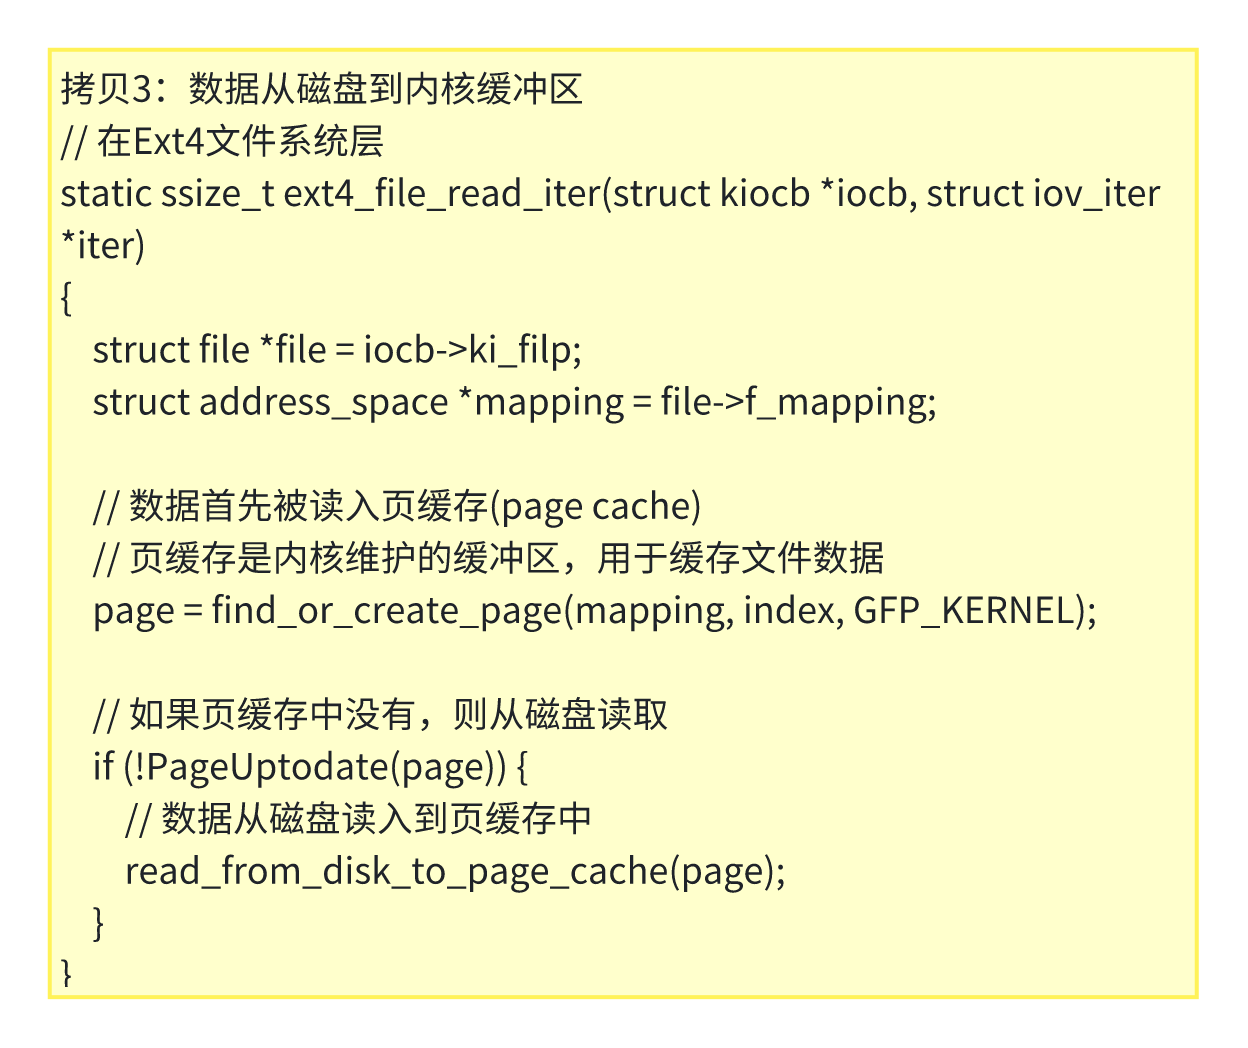 拷贝3：数据从磁盘到内核缓冲区
// 在Ext4文件系统层
static ssize_t ext4_file_read_iter(struct kiocb *iocb, struct iov_iter
*iter)
{
    struct file *file = iocb->ki_filp;
    struct address_space *mapping = file->f_mapping;

    // 数据首先被读入页缓存(page cache)
    // 页缓存是内核维护的缓冲区，用于缓存文件数据
    page = find_or_create_page(mapping, index, GFP_KERNEL);

    // 如果页缓存中没有，则从磁盘读取
    if (!PageUptodate(page)) {
        // 数据从磁盘读入到页缓存中
        read_from_disk_to_page_cache(page);
    }
}